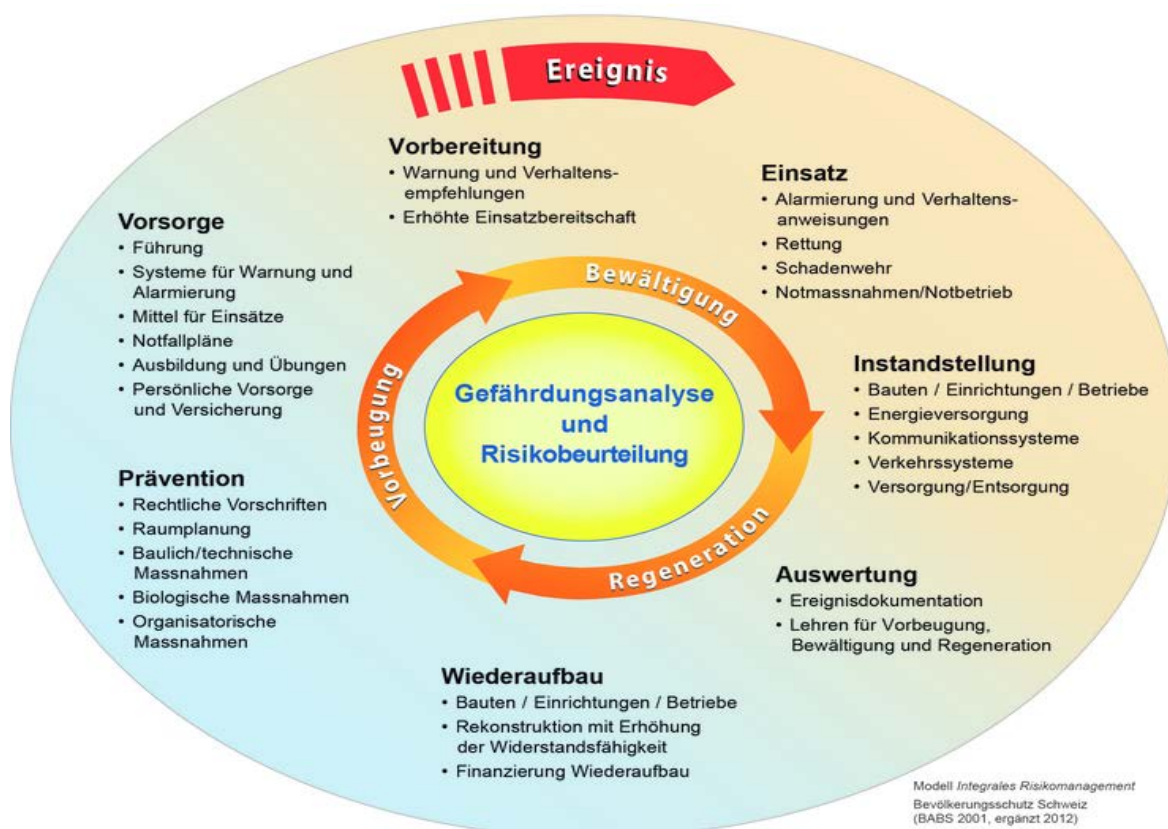 Ereignis
Vorbereitung
• Warnung und Verhaltens-
empfehlungen
• Erhöhte Einsatzbereitschaft
Einsatz
• Alarmierung und Verhaltens-
anweisungen
• Rettung
• Schadenwehr
• Notmassnahmen/Notbetrieb
Vorsorge
• Führung
• Systeme für Warnung und
Alarmierung
• Mittel für Einsätze
• Notfallpläne
• Ausbildung und Übungen
• Persönliche Vorsorge
und Versicherung
Bewältigung
Vorbeugung
Regeneration
Gefährdungsanalyse
und
Risikobeurteilung
Instandstellung
• Bauten / Einrichtungen / Betriebe
• Energieversorgung
• Kommunikationssysteme
• Verkehrssysteme
• Versorgung/Entsorgung
Prävention
• Rechtliche Vorschriften
• Raumplanung
• Baulich/technische
Massnahmen
• Biologische Massnahmen
• Organisatorische
Massnahmen
Auswertung
• Ereignisdokumentation
• Lehren für Vorbeugung,
Bewältigung und Regeneration
Wiederaufbau
• Bauten / Einrichtungen / Betriebe
• Rekonstruktion mit Erhöhung
der Widerstandsfähigkeit
• Finanzierung Wiederaufbau
Modell Integrales Risikomanagement
Bevölkerungsschutz Schweiz
(BABS 2001, ergänzt 2012)